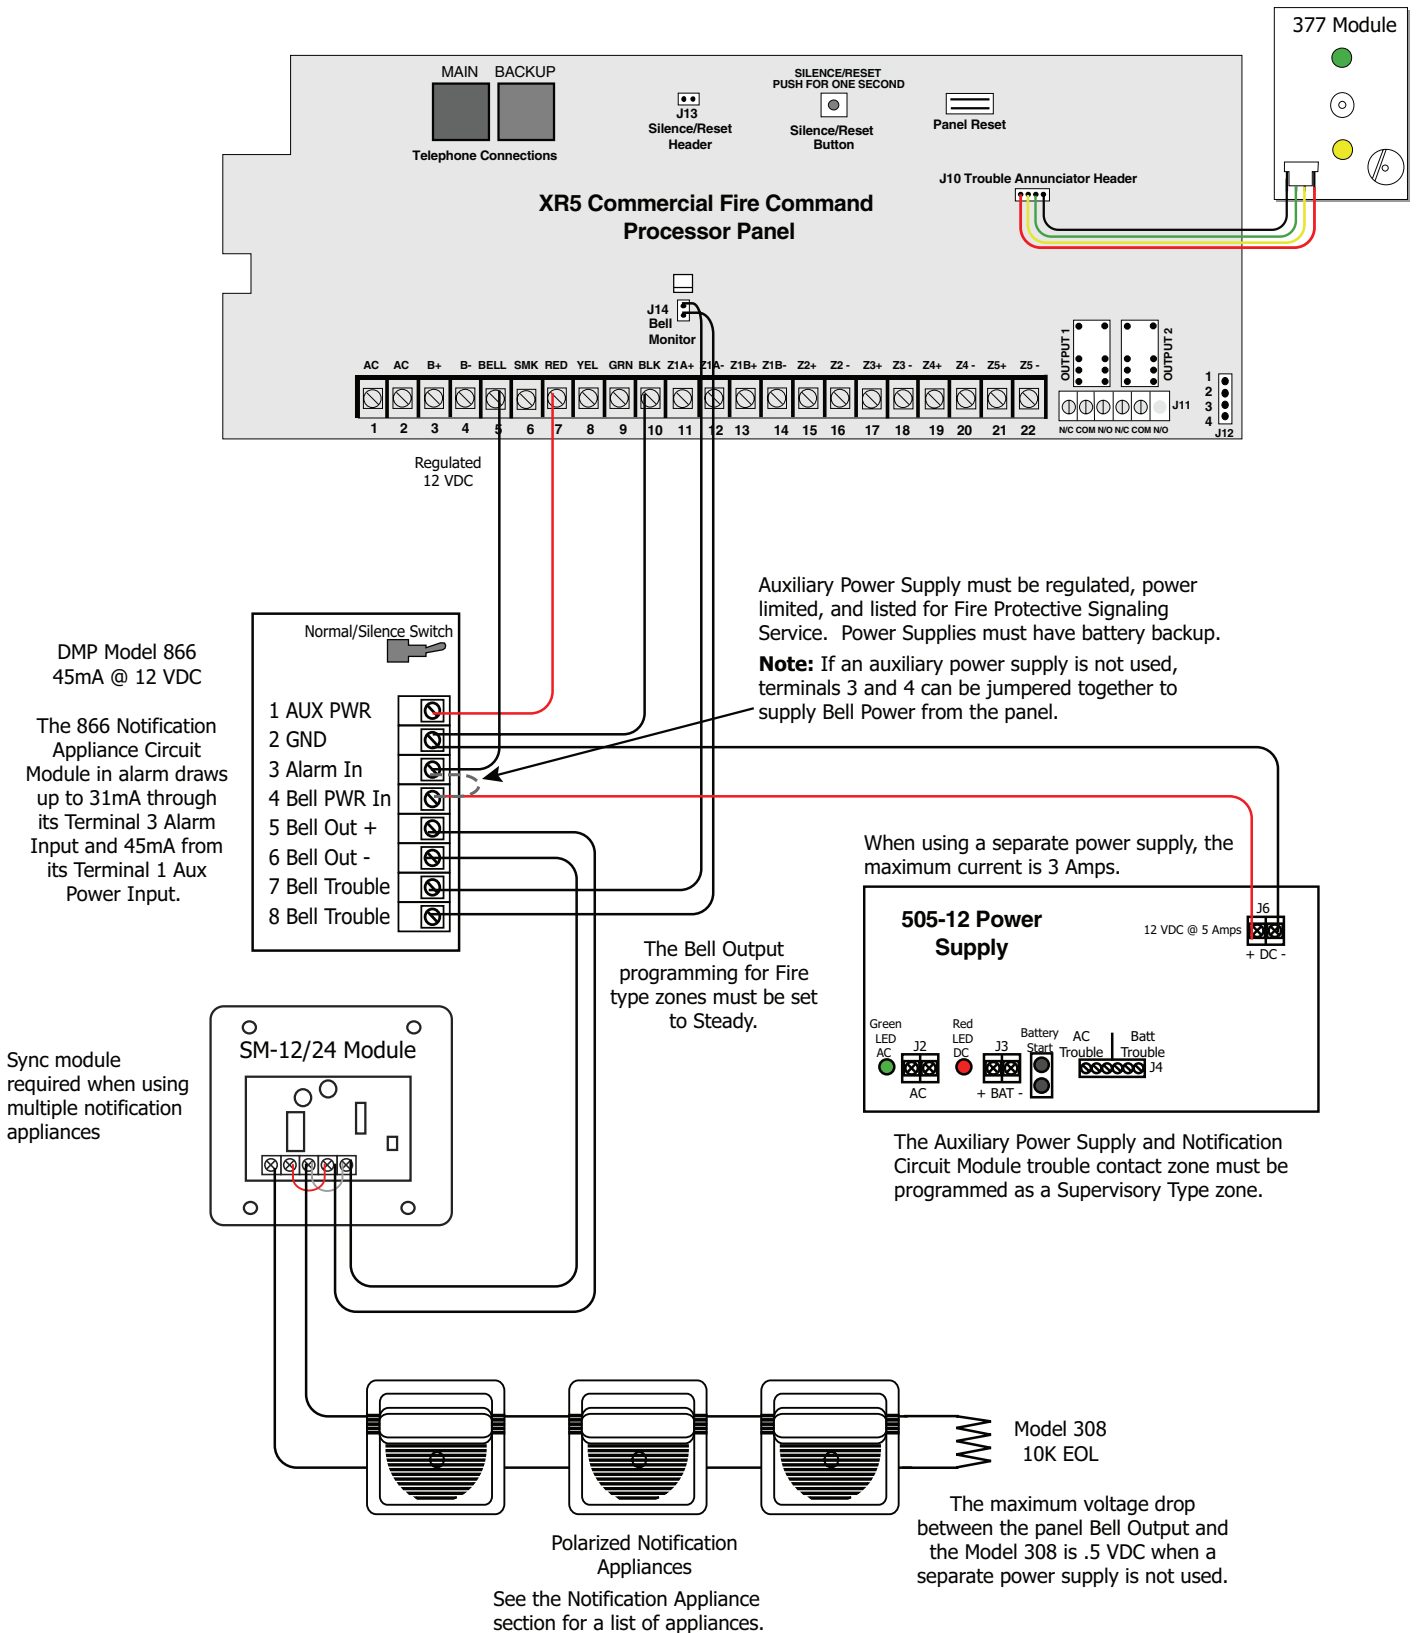 377 Module
MAIN BACKUP
Telephone Connections
J13
Silence/Reset
Header
SILENCE/RESET
PUSH FOR ONE SECOND
Silence/Reset
Button
Panel Reset
J10 Trouble Annunciator Header
XR5 Commercial Fire Command
Processor Panel
J14
Bell
Monitor
OUTPUT 1
OUTPUT 2
AC AC B+ B- BELL SMK RED YEL GRN BLK Z1A+ Z1A- Z1B+ Z1B- Z2+ Z2 - Z3+ Z3 - Z4+ Z4 - Z5+ Z5 -
1 2 3 4 5 6 7 8 9 10 11 12 13 14 15 16 17 18 19 20 21 22
J11
N/C COM N/O N/C COM N/O
1
2
3
4
J12
Regulated
12 VDC
Auxiliary Power Supply must be regulated, power
limited, and listed for Fire Protective Signaling
Service. Power Supplies must have battery backup.
Note: If an auxiliary power supply is not used,
terminals 3 and 4 can be jumpered together to
supply Bell Power from the panel.
DMP Model 866
45mA @ 12 VDC
The 866 Notification
Appliance Circuit
Module in alarm draws
up to 31mA through
its Terminal 3 Alarm
Input and 45mA from
its Terminal 1 Aux
Power Input.
Normal/Silence Switch
1 AUX PWR
2 GND
3 Alarm In
4 Bell PWR In
5 Bell Out +
6 Bell Out -
7 Bell Trouble
8 Bell Trouble
When using a separate power supply, the
maximum current is 3 Amps.
505-12 Power
Supply
12 VDC @ 5 Amps
J6
+ DC -
Green
LED
AC
J2
AC
Red
LED
DC
J3
+ BAT -
Battery
Start
AC
Trouble
Batt
Trouble
J4
The Bell Output
programming for Fire
type zones must be set
to Steady.
The Auxiliary Power Supply and Notification
Circuit Module trouble contact zone must be
programmed as a Supervisory Type zone.
Sync module
required when using
multiple notification
appliances
SM-12/24 Module
Model 308
10K EOL
The maximum voltage drop
between the panel Bell Output and
the Model 308 is .5 VDC when a
separate power supply is not used.
Polarized Notification
Appliances
See the Notification Appliance
section for a list of appliances.